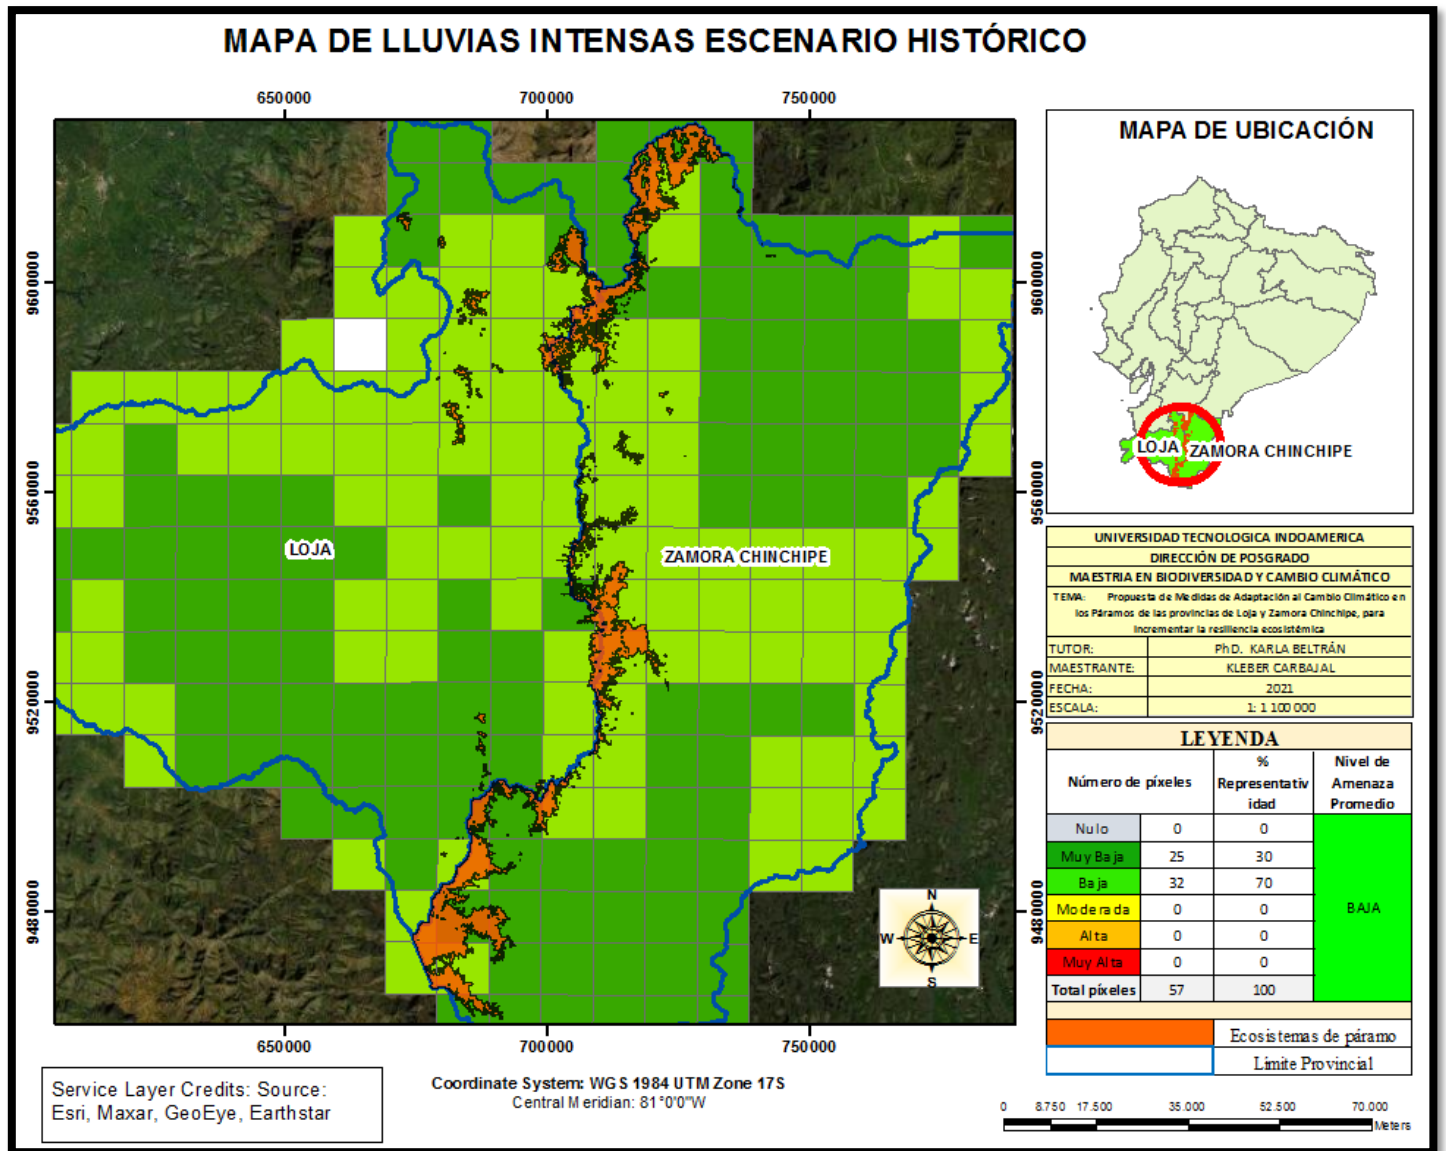 MAPA DE LLUVIAS INTENSAS ESCENARIO HISTÓRICO
650000 700000 750000
9600000
9560000
9520000
9480000
LOJA
ZAMORA CHINCHIPE
9600000
9560000
9520000
9480000
N
W E
S
650000 700000 750000
MAPA DE UBICACIÓN
LOJA ZAMORA CHINCHIPE
UNIVERSIDAD TECNOLOGICA INDOAMERICA
DIRECCIÓN DE POSGRADO
MAESTRIA EN BIODIVERSIDAD Y CAMBIO CLIMÁTICO
TEMA: Propuesta de Medidas de Adaptación al Cambio Climático en
los Páramos de las provincias de Loja y Zamora Chinchipe, para
incrementar la resiliencia ecosistémica
TUTOR: PhD. KARLA BELTRÁN
MAESTRANTE: KLEBER CARBAJAL
FECHA: 2021
ESCALA: 1: 1 100 000
LEYENDA
Número de píxeles
%
Representativ
idad
Nivel de
Amenaza
Promedio
Nulo 0 0
Muy Baja 25 30
Baja 32 70
Moderada 0 0
Alta 0 0
Muy Alta 0 0
Total píxeles 57 100
BAJA
Ecosistemas de páramo
Limite Provincial
Service Layer Credits: Source:
Esri, Maxar, GeoEye, Earthstar
Coordinate System: WGS 1984 UTM Zone 17S
Central Meridian: 81°0'0"W
0 8.750 17.500 35.000 52.500 70.000
Meters